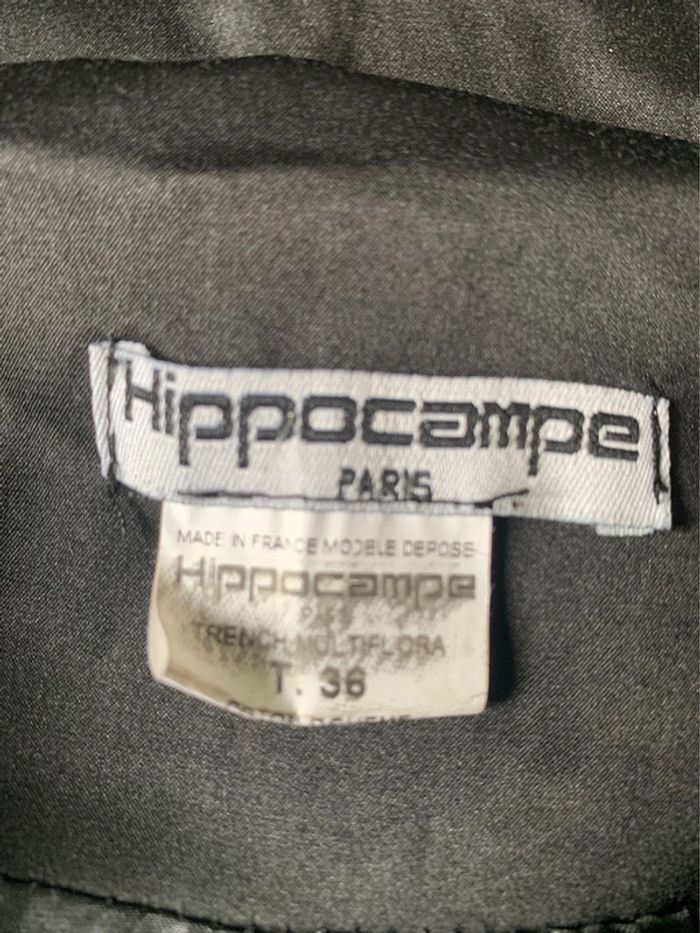 Hippocampe
PARIS
MADE IN FRANCE MODELE DEPOSE
Hippocampe
TRENCH MULTIFLORA
T. 36